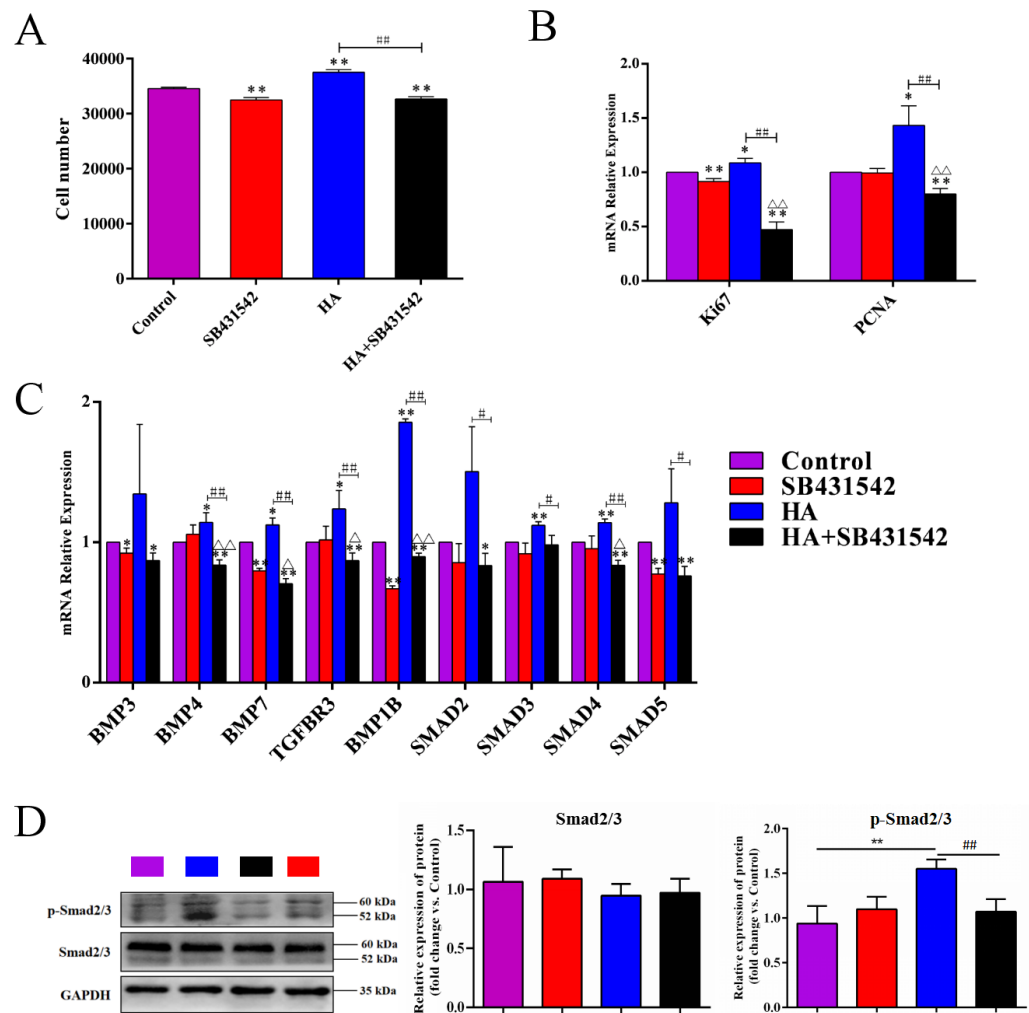 A
Cell number
40000
30000
20000
10000
0
** ** **
##
Control
SB431542
HA
HA+SB431542
B
mRNA Relative Expression
2.0
1.5
1.0
0.5
0.0
** * ## △△ **
* ## △△ **
Ki67
PCNA
C
mRNA Relative Expression
2
1
0
* *
* ## △△ **
** * ## △ **
* ## △ **
** ** ## △△ **
# *
** #
** ## △ **
** # **
BMP3
BMP4
BMP7
TGFBR3
BMP1B
SMAD2
SMAD3
SMAD4
SMAD5
Control
SB431542
HA
HA+SB431542
D
p-Smad2/3
60 kDa
52 kDa
Smad2/3
60 kDa
52 kDa
GAPDH
35 kDa
Smad2/3
Relative expression of protein
(fold change vs. Control)
1.5
1.0
0.5
0.0
p-Smad2/3
Relative expression of protein
(fold change vs. Control)
2.0
1.5
1.0
0.5
0.0
**
##